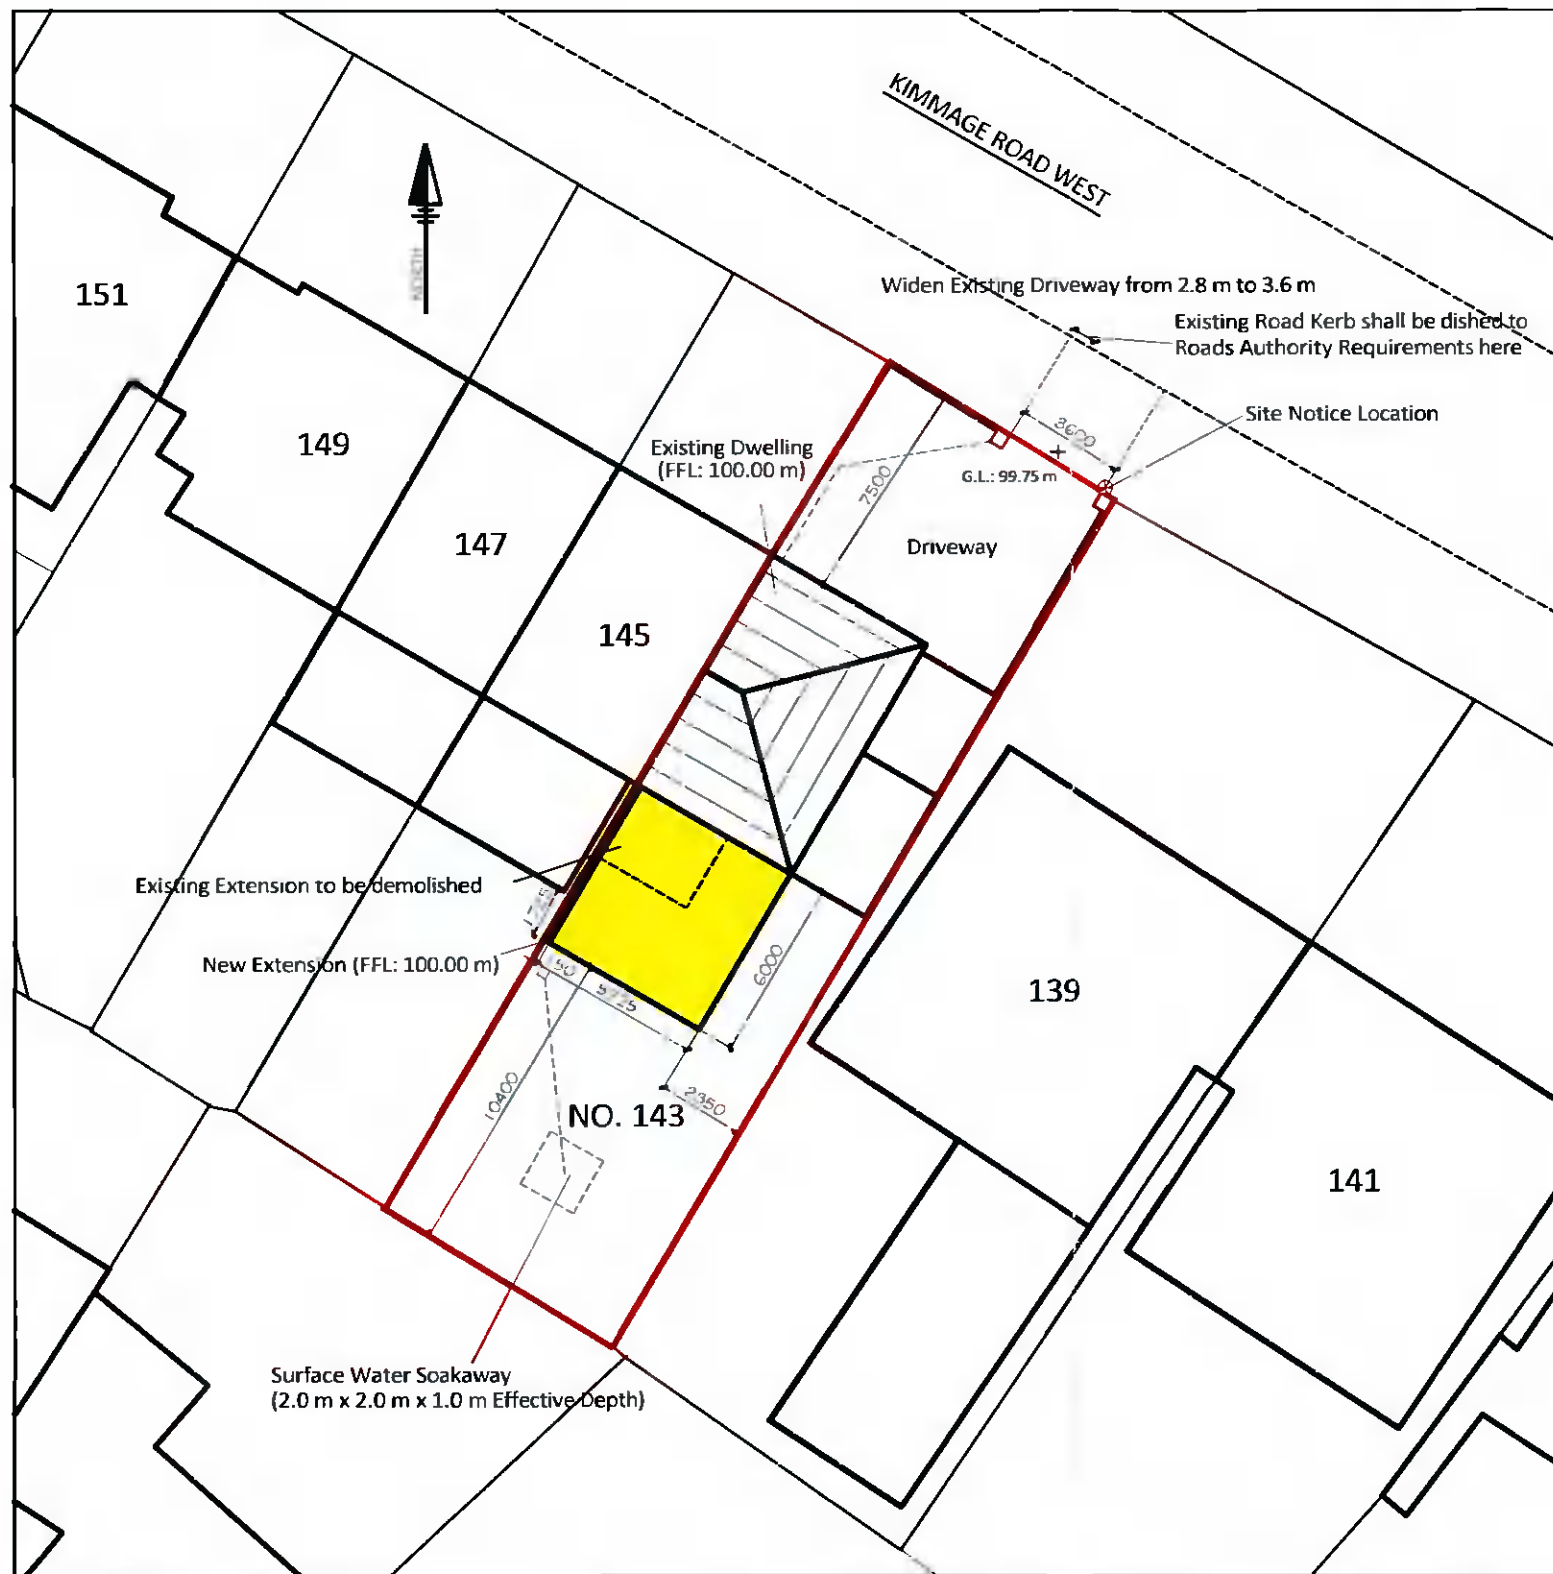 KIMMAGE ROAD WEST
NORTH
151
Widen Existing Driveway from 2.8 m to 3.6 m
Existing Road Kerb shall be dished to
Roads Authority Requirements here
Site Notice Location
3600
149
Existing Dwelling
(FFL: 100.00 m)
7500
G.L.: 99.75 m
147
Driveway
145
Existing Extension to be demolished
New Extension (FFL: 100.00 m)
5725
6000
139
10400
2350
NO. 143
141
Surface Water Soakaway
(2.0 m x 2.0 m x 1.0 m Effective Depth)